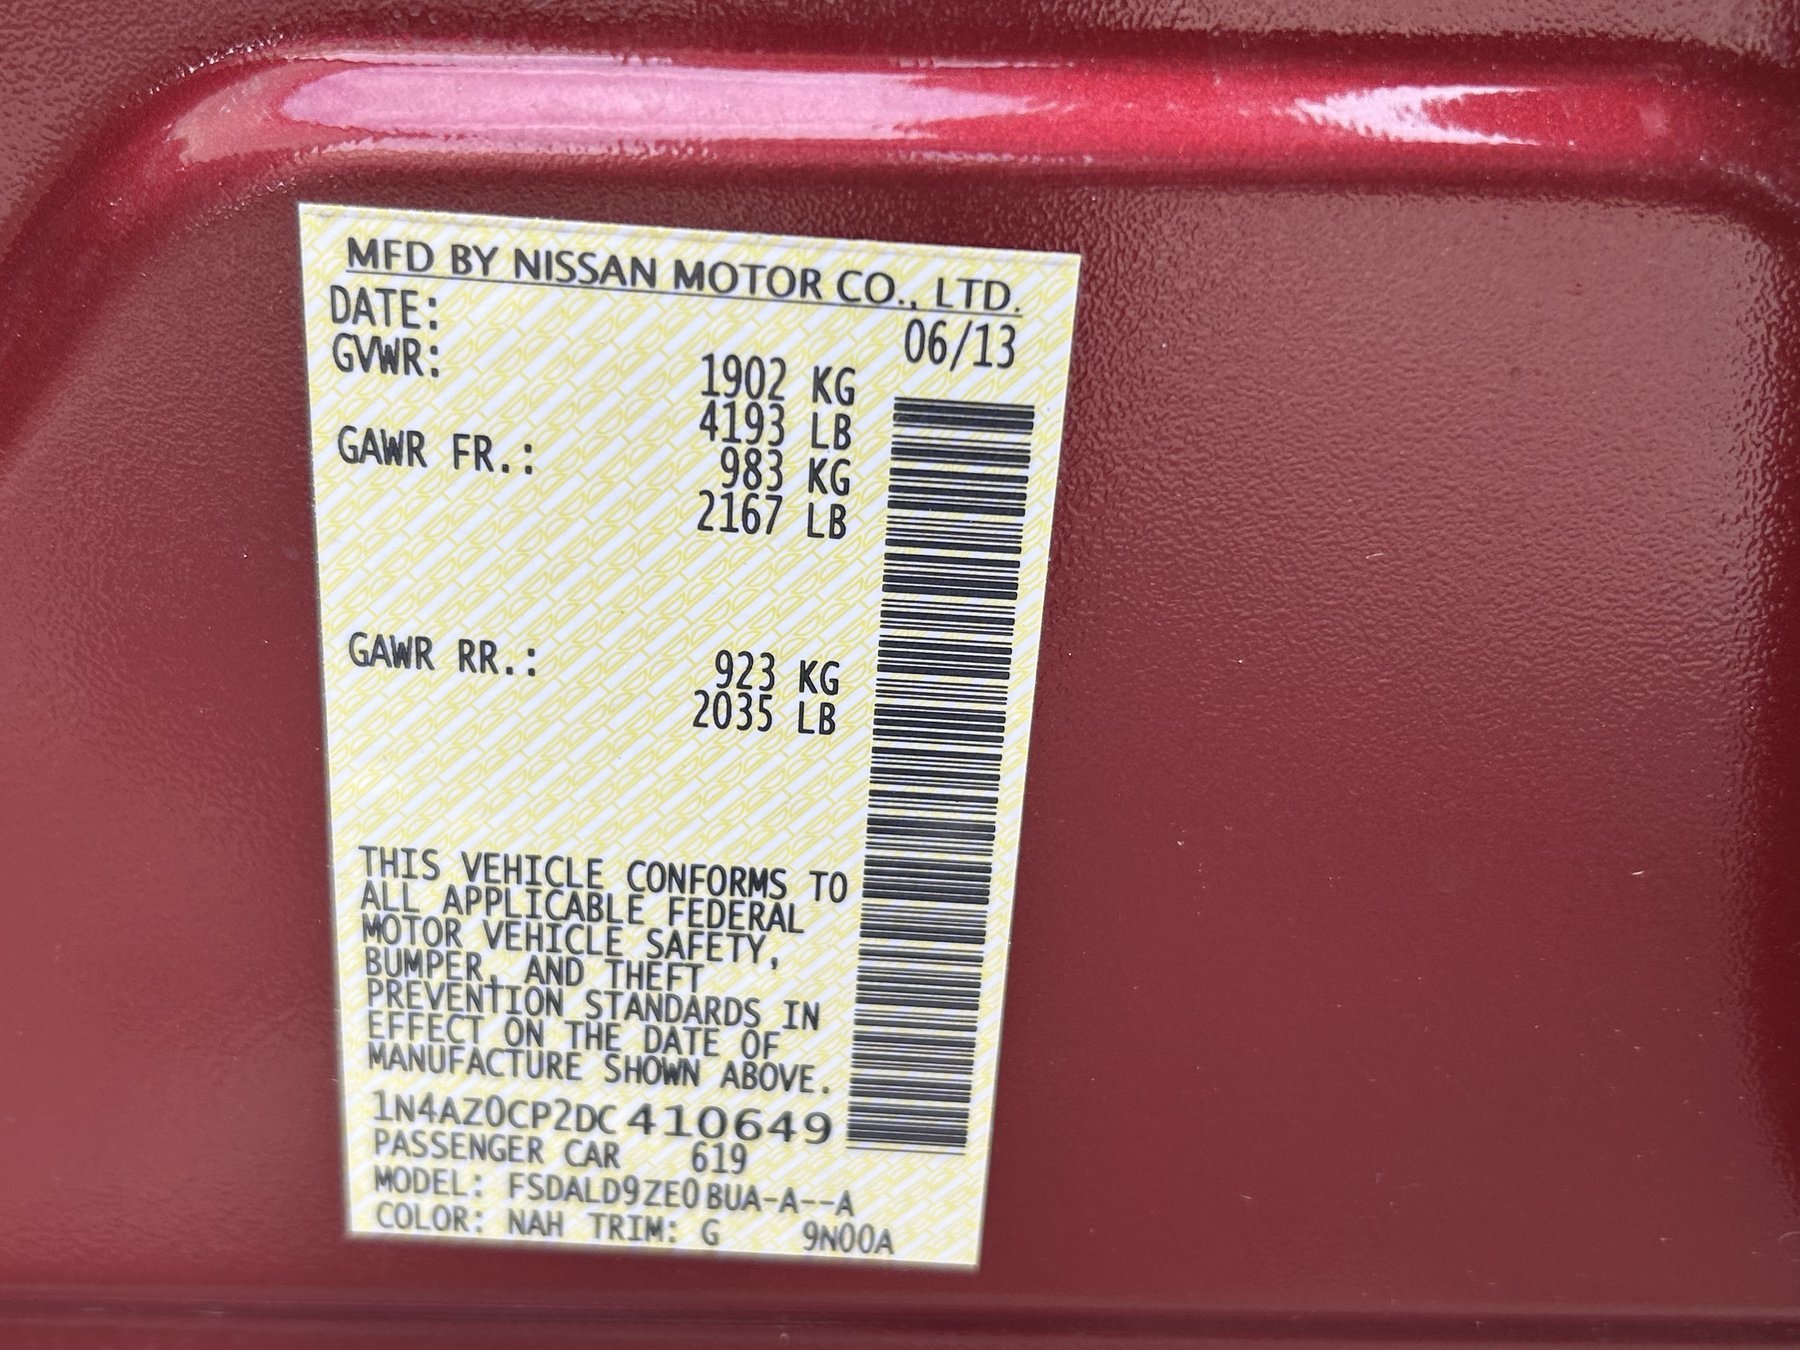 MFD BY NISSAN MOTOR CO., LTD.
DATE: 06/13
GVWR: 1902 KG
4193 LB
GAWR FR.: 983 KG
2167 LB
GAWR RR.: 923 KG
2035 LB
THIS VEHICLE CONFORMS TO
ALL APPLICABLE FEDERAL
MOTOR VEHICLE SAFETY,
BUMPER, AND THEFT
PREVENTION STANDARDS IN
EFFECT ON THE DATE OF
MANUFACTURE SHOWN ABOVE.
1N4AZ0CP2DC410649
PASSENGER CAR 619
MODEL: FSDALD9ZE0BUA-A--A
COLOR: NAH TRIM: G 9N00A